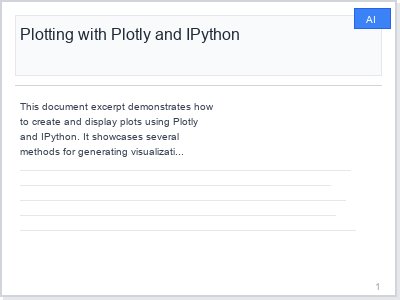 AI
Plotting with Plotly and IPython
This document excerpt demonstrates how
to create and display plots using Plotly
and IPython. It showcases several
methods for generating visualizati...
1